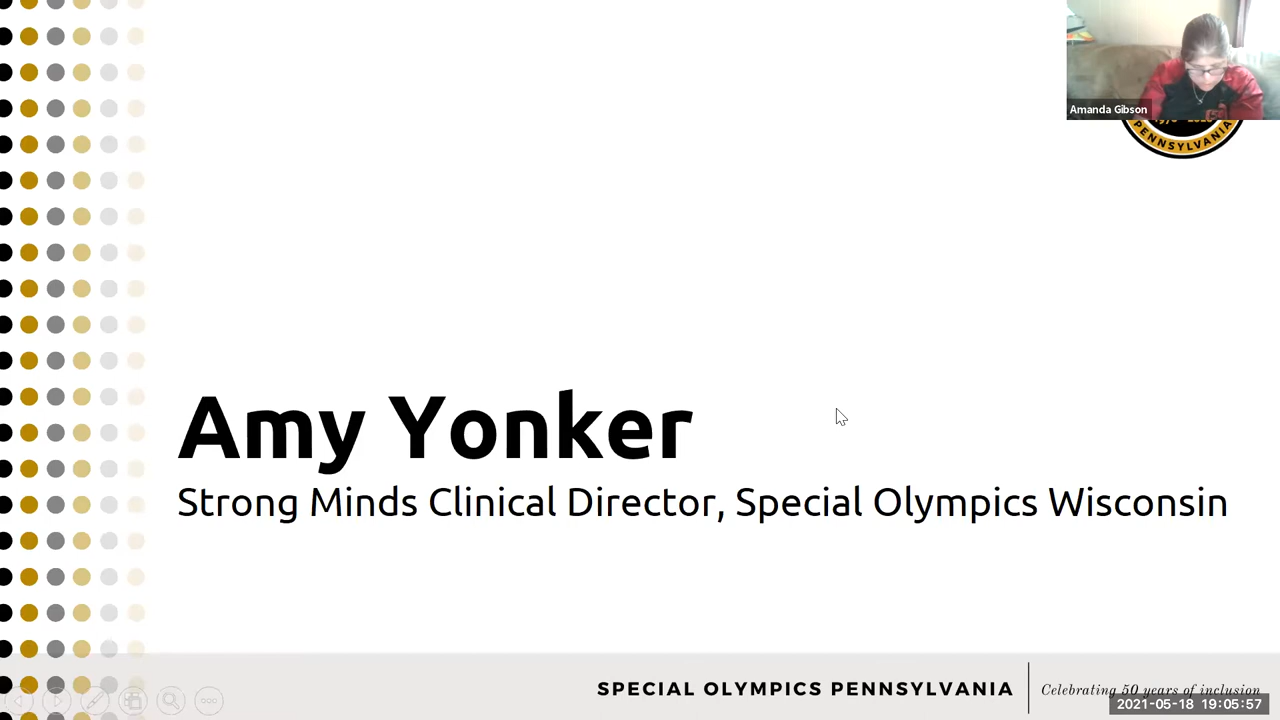 Amanda Gibson
PENNSYLVANIA
Amy Yonker
Strong Minds Clinical Director, Special Olympics Wisconsin
SPECIAL OLYMPICS PENNSYLVANIA
Celebrating 50 years of inclusion
2021-05-18 19:05:57